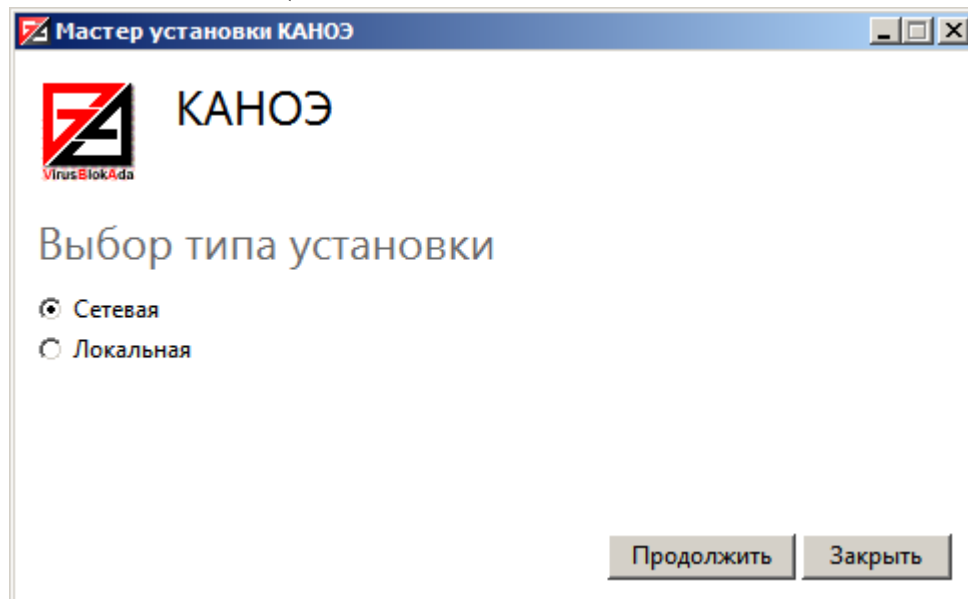 Мастер установки КАНОЭ
КАНОЭ
VirusBlokAda
Выбор типа установки
Сетевая
Локальная
Продолжить Закрыть